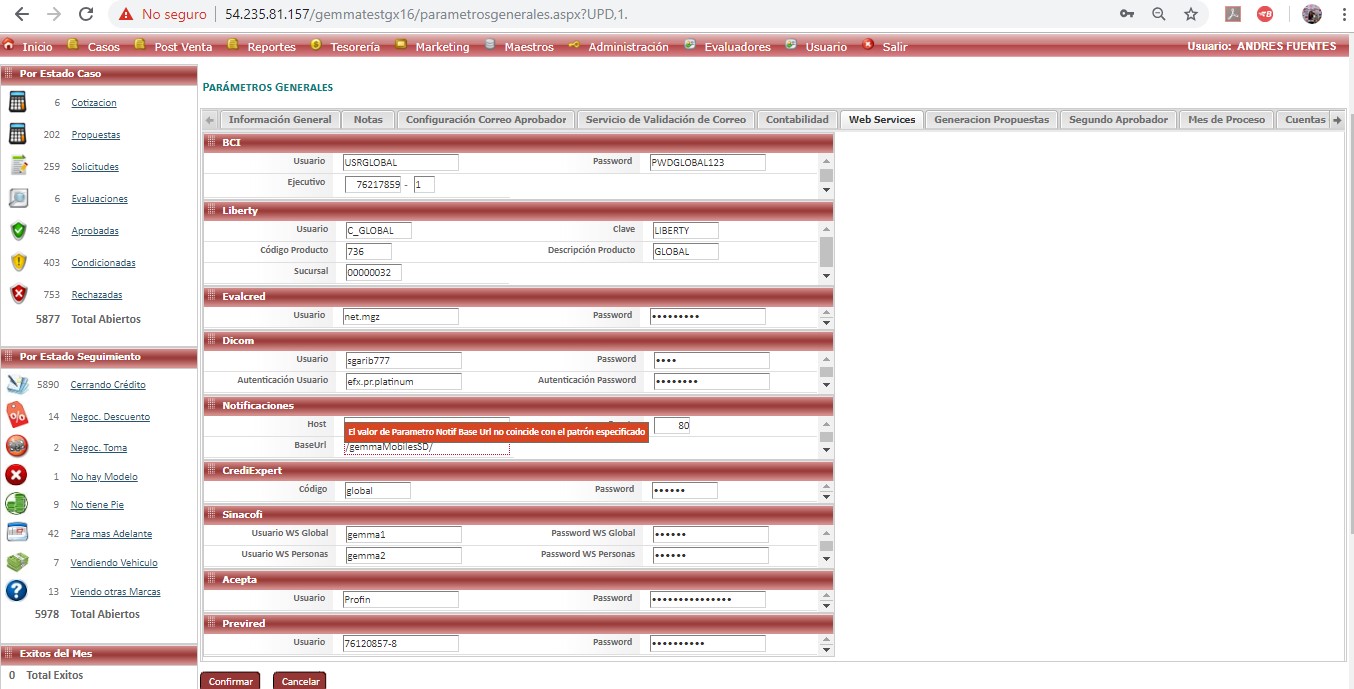 No seguro 54.235.81.157/gemmatestgx16/parametrosgenerales.aspx?UPD,1.
Inicio Casos Post Venta Reportes Tesorería Marketing Maestros Administración Evaluadores Usuario Salir Usuario: ANDRES FUENTES
Por Estado Caso
6 Cotizacion
202 Propuestas
259 Solicitudes
6 Evaluaciones
4248 Aprobadas
403 Condicionadas
753 Rechazadas
5877 Total Abiertos
Por Estado Seguimiento
5890 Cerrando Crédito
14 Negoc. Descuento
2 Negoc. Toma
1 No hay Modelo
9 No tiene Pie
42 Para mas Adelante
7 Vendiendo Vehiculo
13 Viendo otras Marcas
5978 Total Abiertos
Exitos del Mes
0 Total Exitos
PARÁMETROS GENERALES
Información General Notas Configuración Correo Aprobador Servicio de Validación de Correo Contabilidad Web Services Generacion Propuestas Segundo Aprobador Mes de Proceso Cuentas
BCI
Usuario USRGLOBAL Password PWDGLOBAL123
Ejecutivo 76217859 - 1
Liberty
Usuario C_GLOBAL Clave LIBERTY
Código Producto 736 Descripción Producto GLOBAL
Sucursal 00000032
Evalcred
Usuario net.mgz Password •••••••••
Dicom
Usuario sgarib777 Password ••••
Autenticación Usuario efx.pr.platinum Autenticación Password ••••••••
Notificaciones
Host 80
El valor de Parametro Notif Base Url no coincide con el patrón especificado
BaseUrl /gemmaMobilesSD/
CrediExpert
Código global Password ••••••
Sinacofi
Usuario WS Global gemma1 Password WS Global ••••••
Usuario WS Personas gemma2 Password WS Personas ••••••
Acepta
Usuario Profin Password •••••••••••••••
Previred
Usuario 76120857-8 Password ••••••••••
Confirmar Cancelar